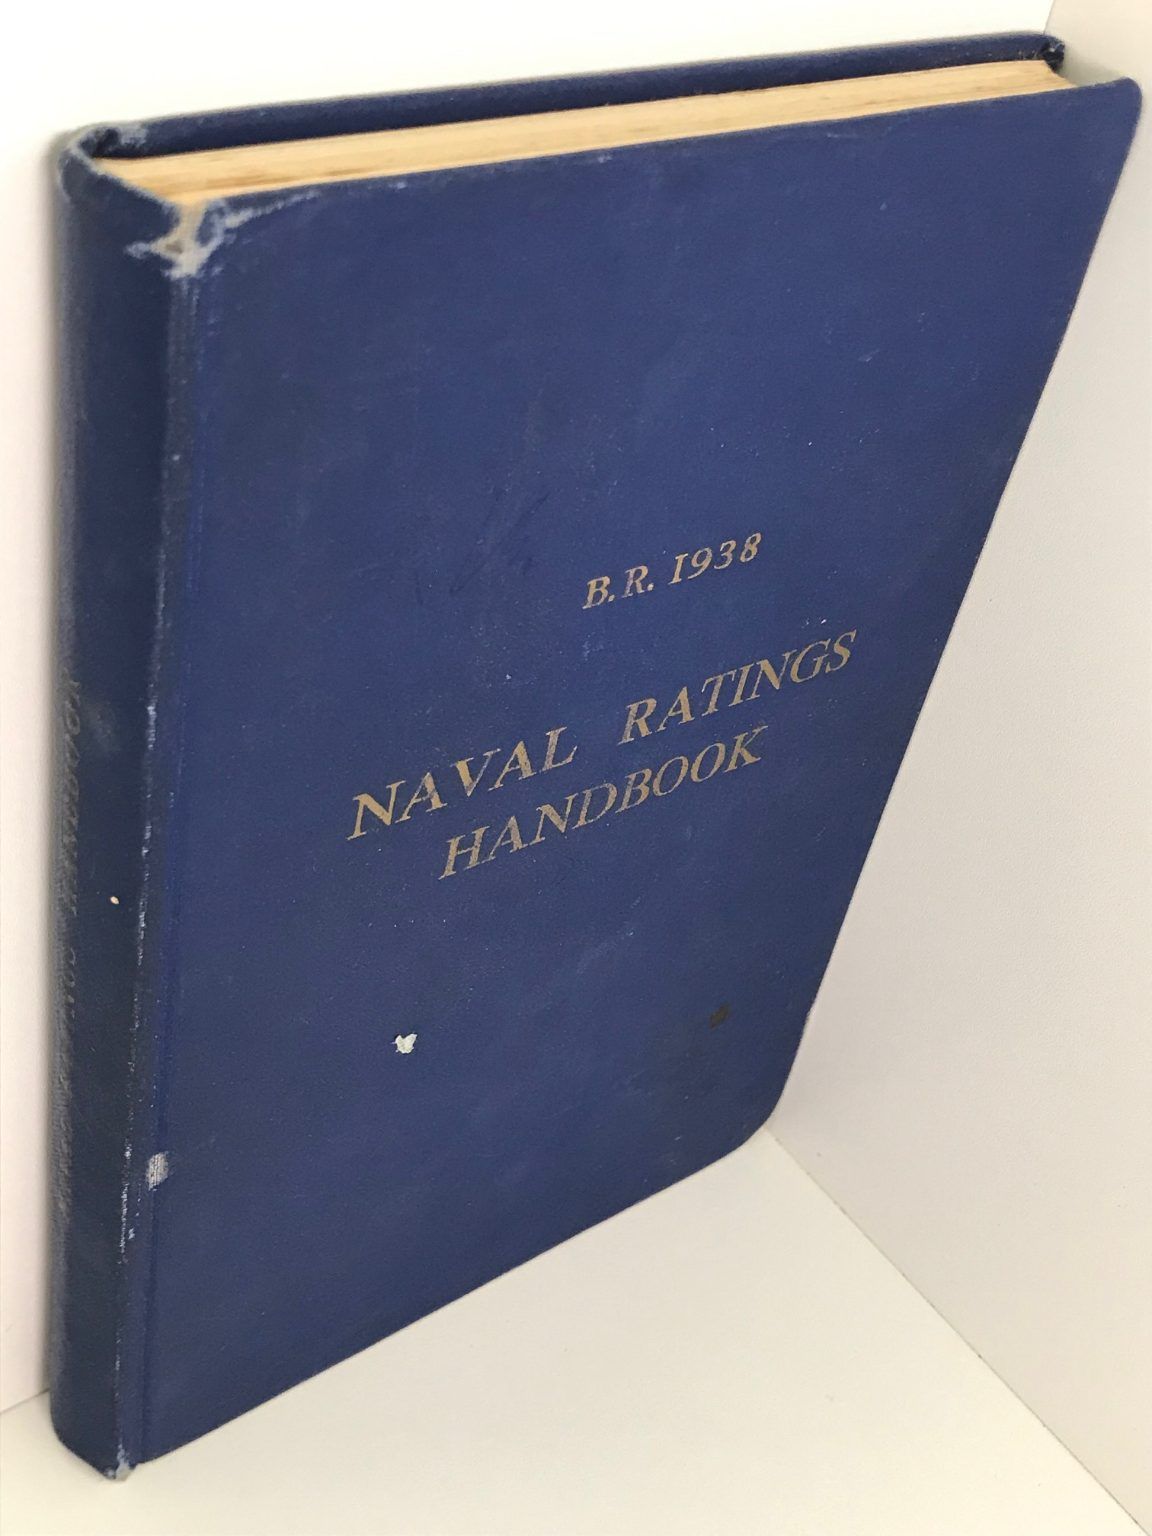 B.R. 1938
NAVAL RATINGS
HANDBOOK